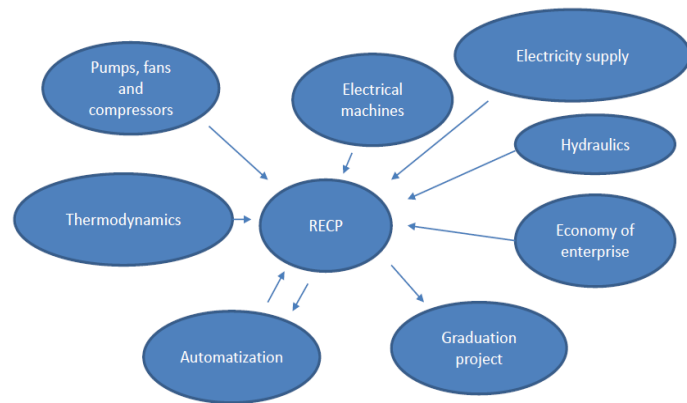 Pumps, fans
and
compressors
Electrical
machines
Electricity supply
Hydraulics
Thermodynamics
RECP
Economy of
enterprise
Automatization
Graduation
project